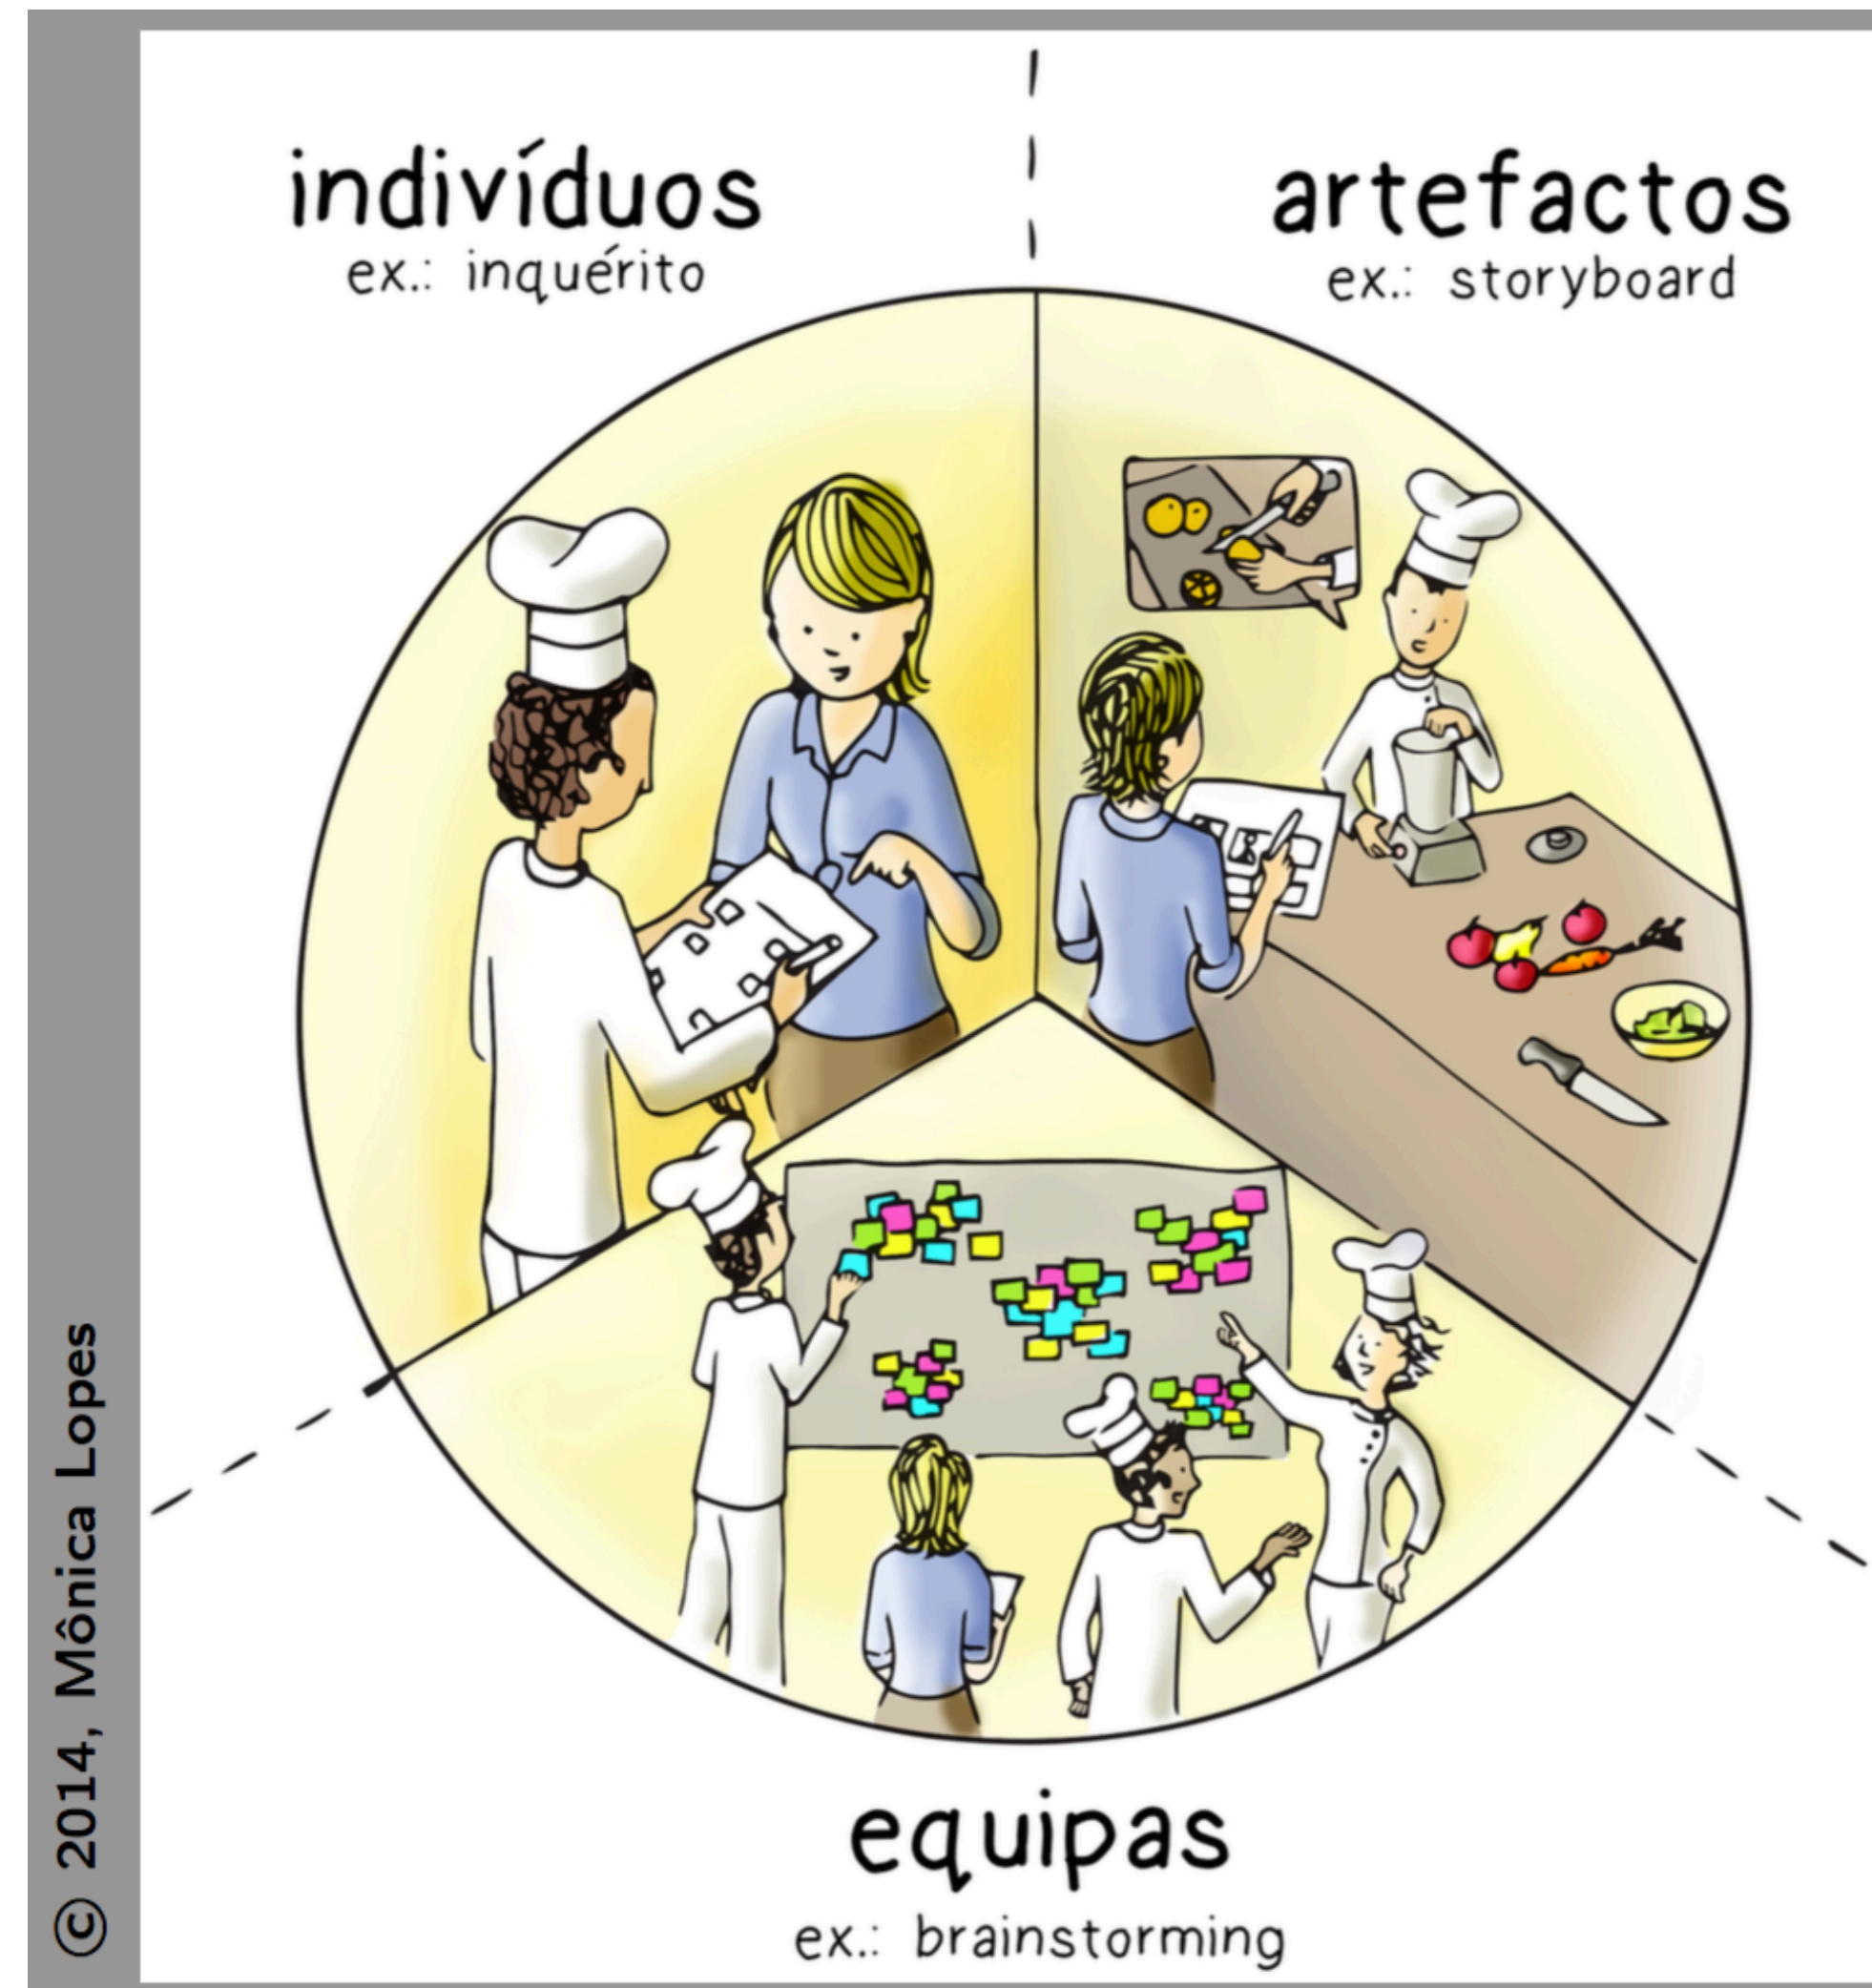 indivíduos
ex.: inquérito
artefactos
ex.: storyboard
equipas
ex.: brainstorming
© 2014, Mônica Lopes